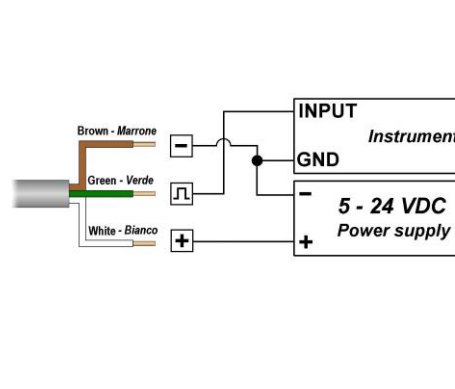 INPUT
Brown - Marrone
Instrument
-
GND
Green - Verde
-
5 - 24 VDC
White - Bianco
Power supply
+
+